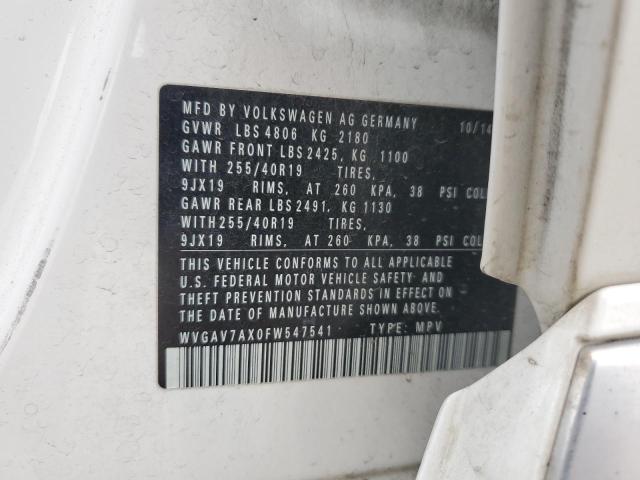 MFD BY VOLKSWAGEN AG GERMANY 10/14
GVWR LBS 4806 KG 2180
GAWR FRONT LBS 2425, KG 1100
WITH 255/40R19 TIRES,
9JX19 RIMS, AT 260 KPA, 38 PSI COL
GAWR REAR LBS 2491, KG 1130
WITH 255/40R19 TIRES,
9JX19 RIMS, AT 260 KPA, 38 PSI COL
THIS VEHICLE CONFORMS TO ALL APPLICABLE
U.S. FEDERAL MOTOR VEHICLE SAFETY AND
THEFT PREVENTION STANDARDS IN EFFECT ON
THE DATE OF MANUFACTURE SHOWN ABOVE.
WVGAV7AX0FW547541 TYPE: MPV